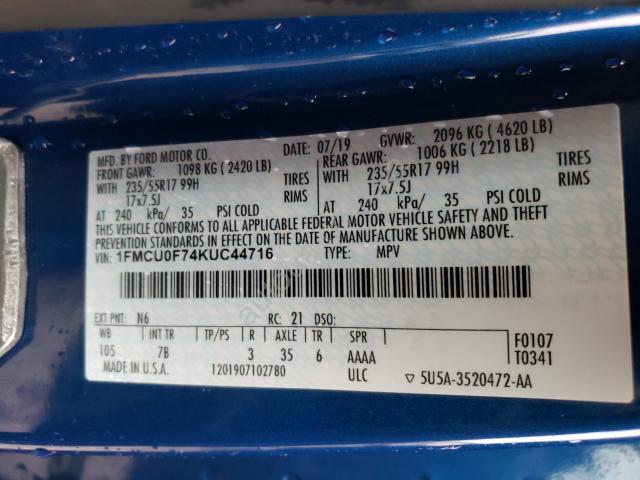 MFD. BY FORD MOTOR CO. DATE: 07/19 GVWR: 2096 KG ( 4620 LB)
FRONT GAWR: 1098 KG ( 2420 LB) REAR GAWR: 1006 KG ( 2218 LB)
WITH 235/55R17 99H TIRES WITH 235/55R17 99H TIRES
17x7.5J RIMS 17x7.5J RIMS
AT 240 kPa/ 35 PSI COLD AT 240 kPa/ 35 PSI COLD
THIS VEHICLE CONFORMS TO ALL APPLICABLE FEDERAL MOTOR VEHICLE SAFETY AND THEFT
PREVENTION STANDARDS IN EFFECT ON THE DATE OF MANUFACTURE SHOWN ABOVE.
VIN: 1FMCU0F74KUC44716 TYPE: MPV
EXT PNT: N6 RC: 21 DSO:
WB INT TR TP/PS R AXLE TR SPR
105 7B 3 35 6 AAAA
F0107
T0341
MADE IN U.S.A. 1201907102780 ULC ▽ 5U5A-3520472-AA